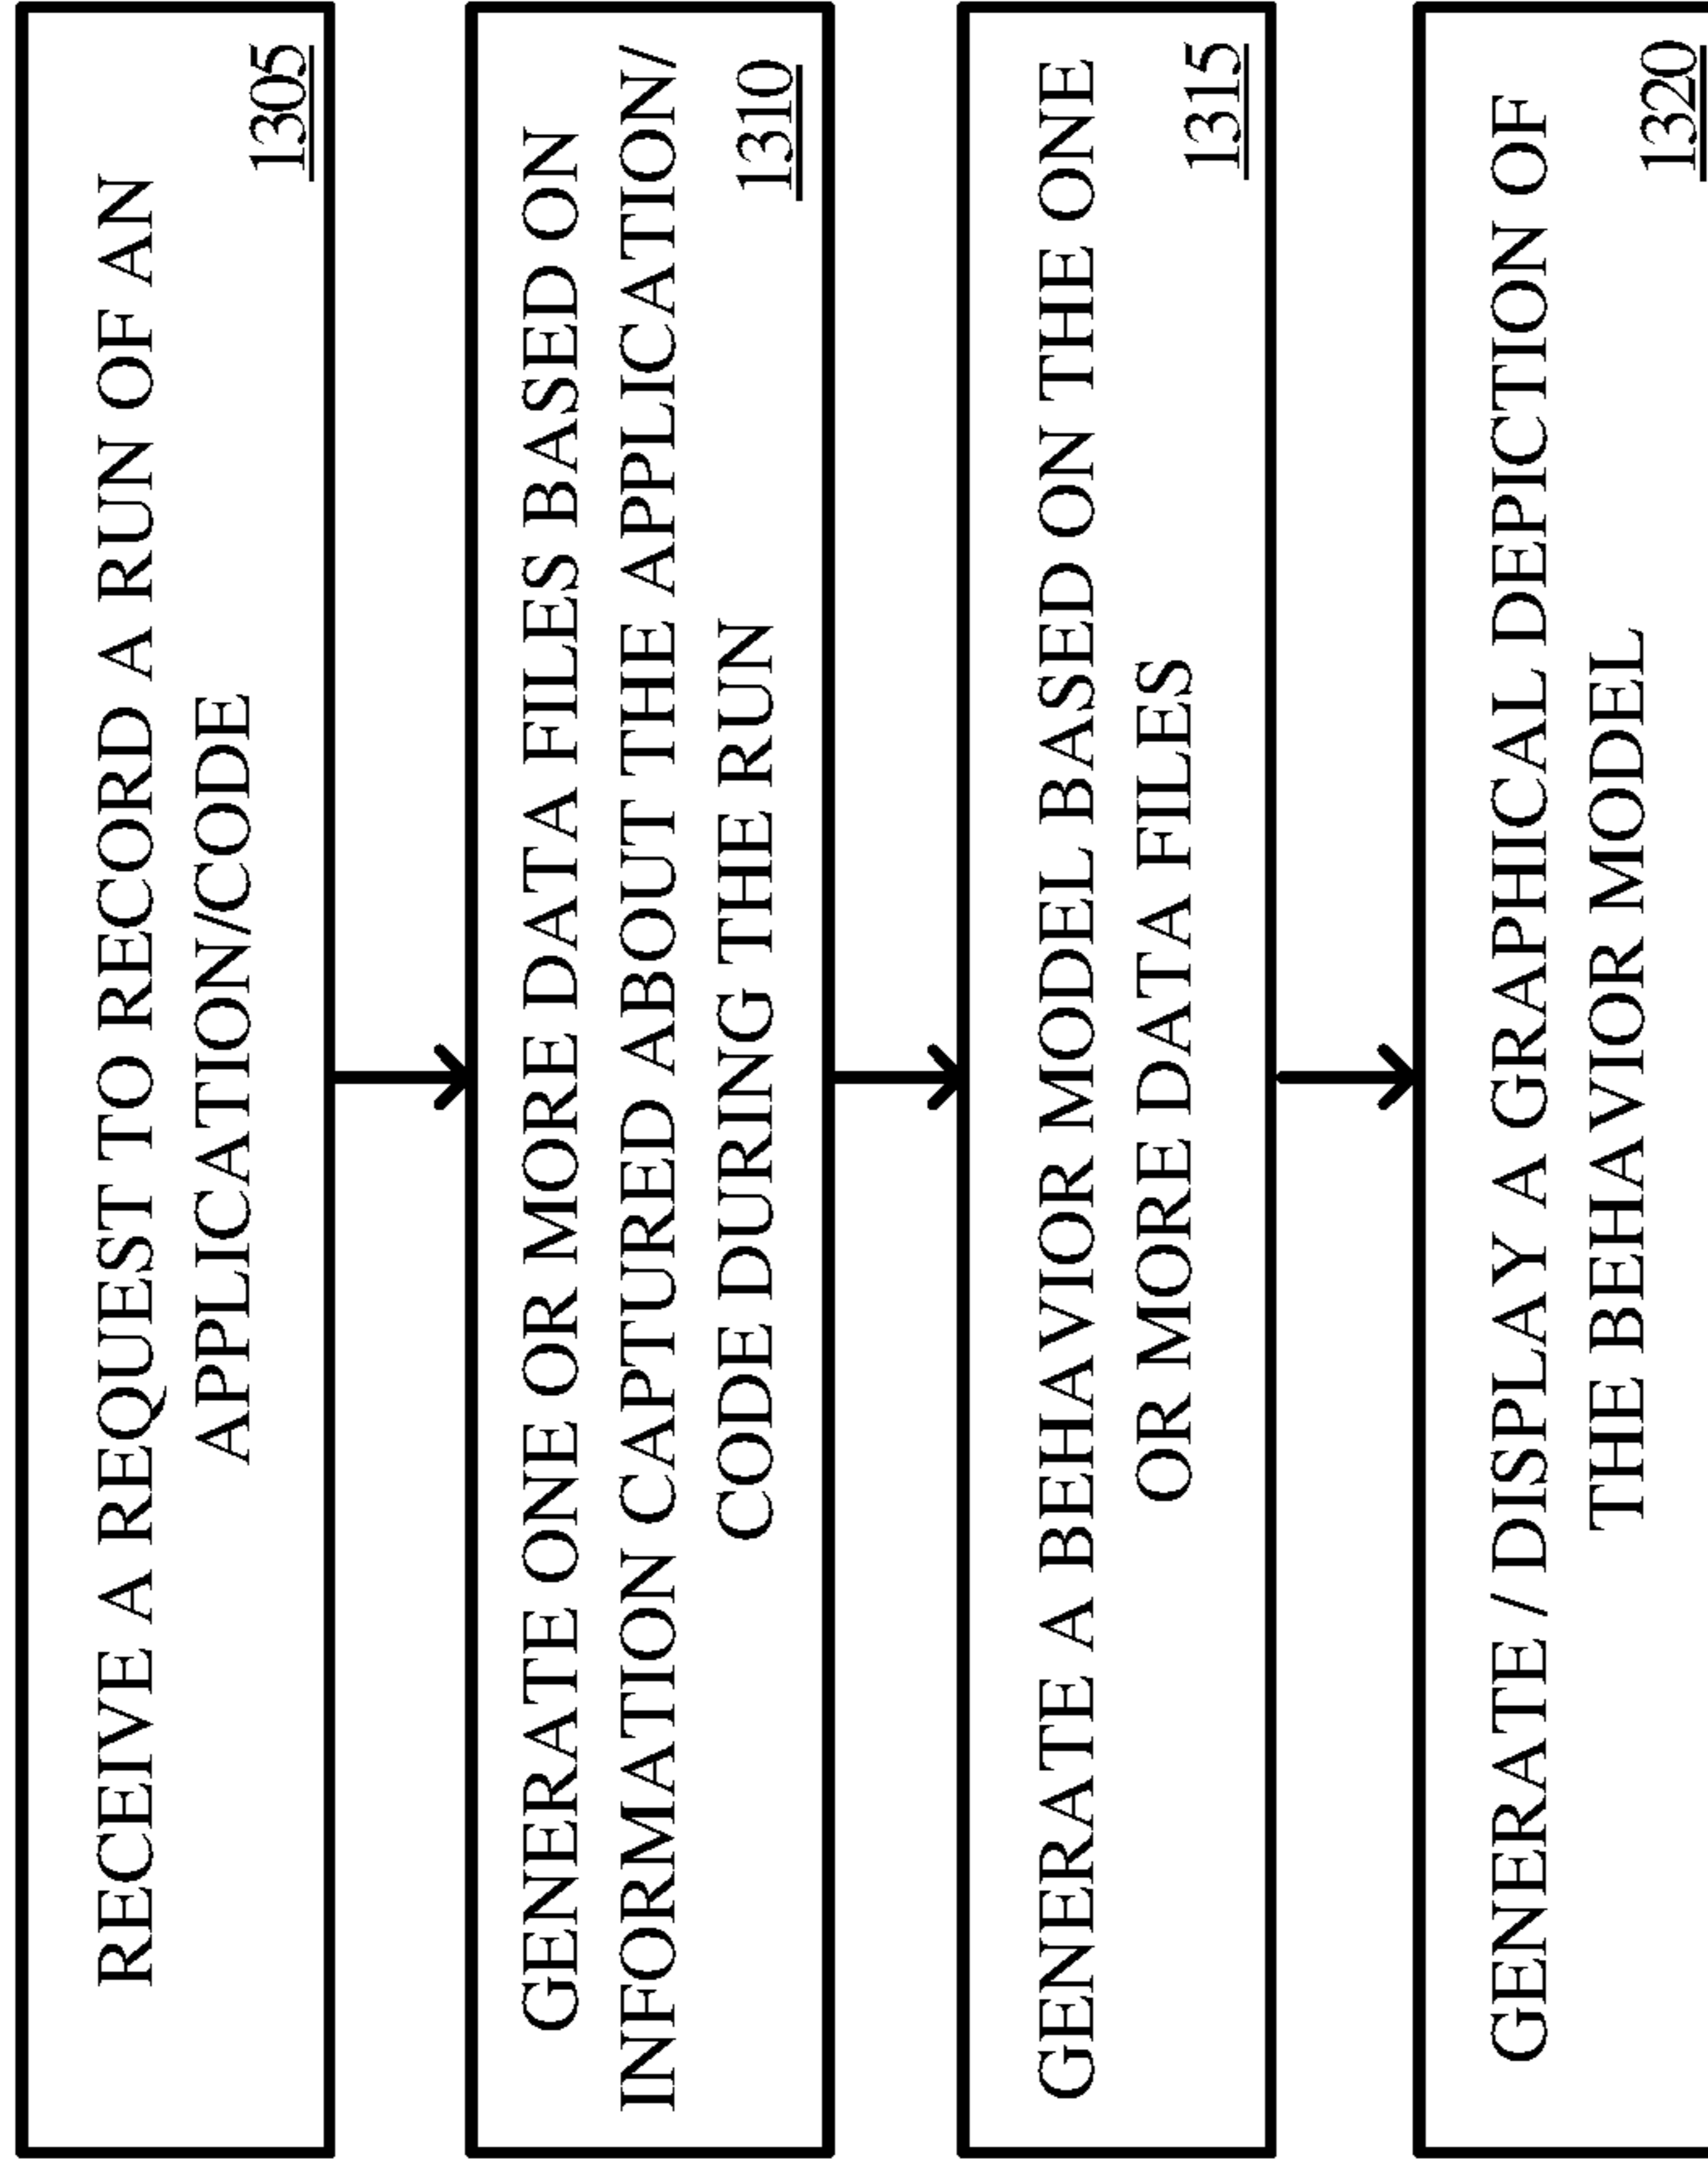 RECEIVE A REQUEST TO RECORD A RUN OF AN
APPLICATION/CODE
1305
GENERATE ONE OR MORE DATA FILES BASED ON
INFORMATION CAPTURED ABOUT THE APPLICATION/
CODE DURING THE RUN
1310
GENERATE A BEHAVIOR MODEL BASED ON THE ONE
OR MORE DATA FILES
1315
GENERATE / DISPLAY A GRAPHICAL DEPICTION OF
THE BEHAVIOR MODEL
1320